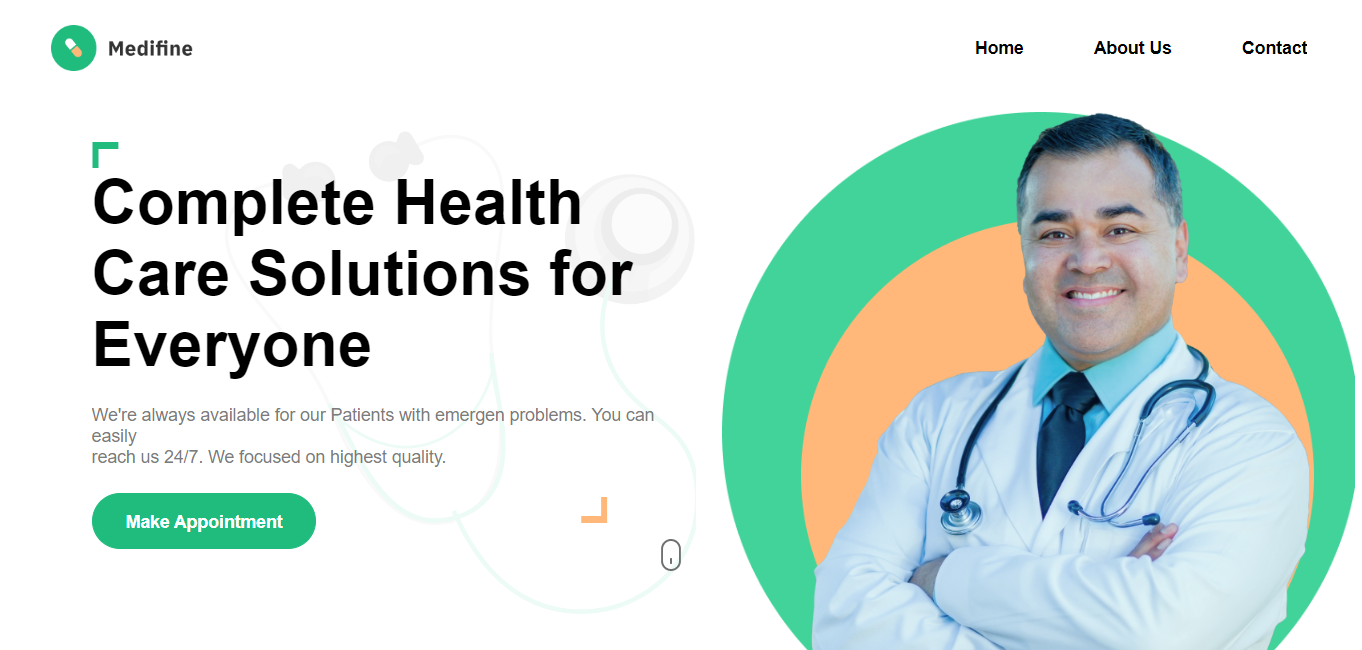 Medifine
Home About Us Contact
Complete Health
Care Solutions for
Everyone
We're always available for our Patients with emergen problems. You can
easily
reach us 24/7. We focused on highest quality.
Make Appointment